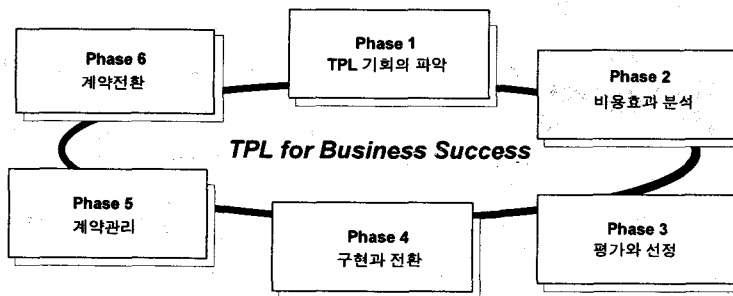 Phase 1
TPL 기회의 파악
Phase 2
비용효과 분석
Phase 3
평가와 선정
Phase 4
구현과 전환
Phase 5
계약관리
Phase 6
계약전환
TPL for Business Success